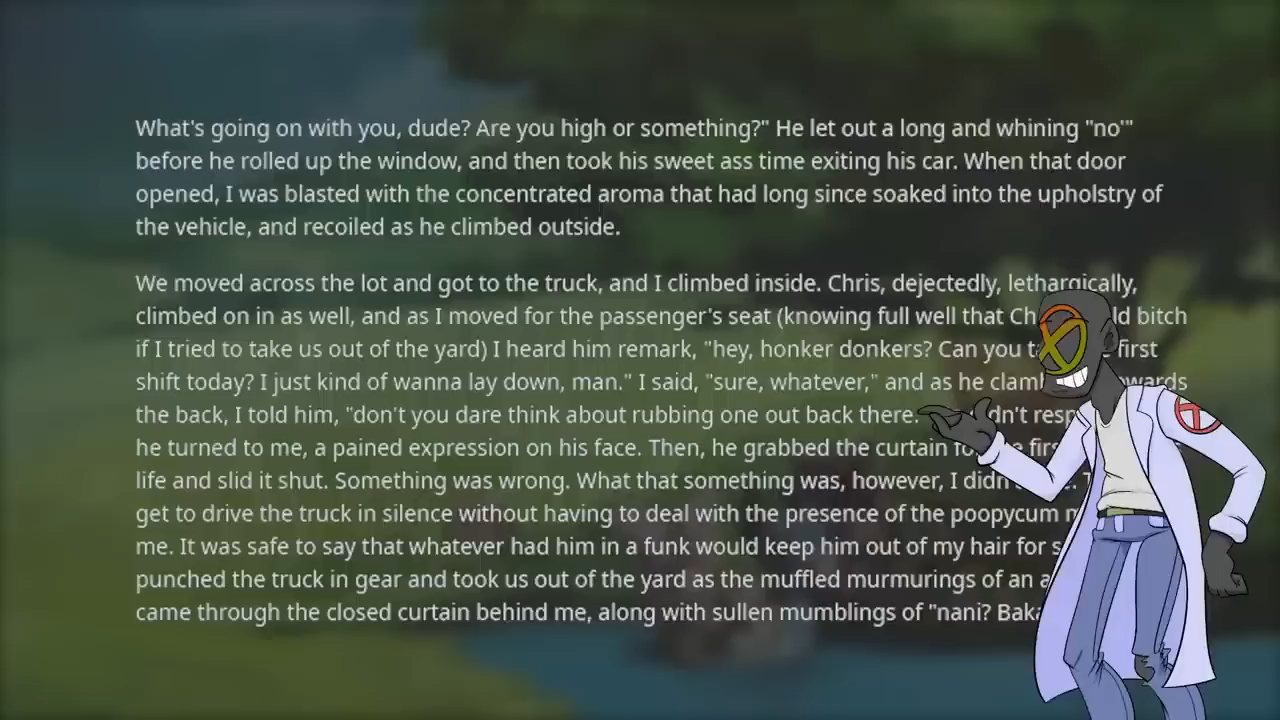 What's going on with you, dude? Are you high or something?" He let out a long and whining "no'"
before he rolled up the window, and then took his sweet ass time exiting his car. When that door
opened, I was blasted with the concentrated aroma that had long since soaked into the upholstry of
the vehicle, and recoiled as he climbed outside.
We moved across the lot and got to the truck, and I climbed inside. Chris, dejectedly, lethargically,
climbed on in as well, and as I moved for the passenger's seat (knowing full well that bitch
if I tried to take us out of the yard) I heard him remark, "hey, honker donkers? Can you first
shift today? I just kind of wanna lay down, man." I said, "sure, whatever," and as he
the back, I told him, "don't you dare think about rubbing one out back there.
he turned to me, a pained expression on his face. Then, he grabbed the curtain
life and slid it shut. Something was wrong. What that something was, however, I
get to drive the truck in silence without having to deal with the presence of the poopycum
me. It was safe to say that whatever had him in a funk would keep him out of my hair for
punched the truck in gear and took us out of the yard as the muffled murmurings of an
came through the closed curtain behind me, along with sullen mumblings of "nani?